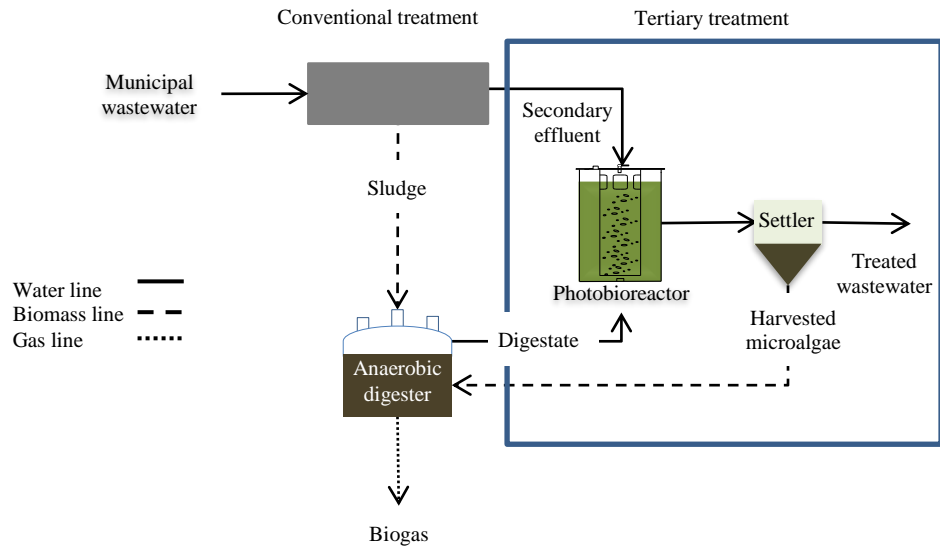 Conventional treatment
Tertiary treatment
Municipal
wastewater
Secondary
effluent
Sludge
Settler
Treated
wastewater
Photobioreactor
Water line
Biomass line
Gas line
Harvested
microalgae
Digestate
Anaerobic
digester
Biogas